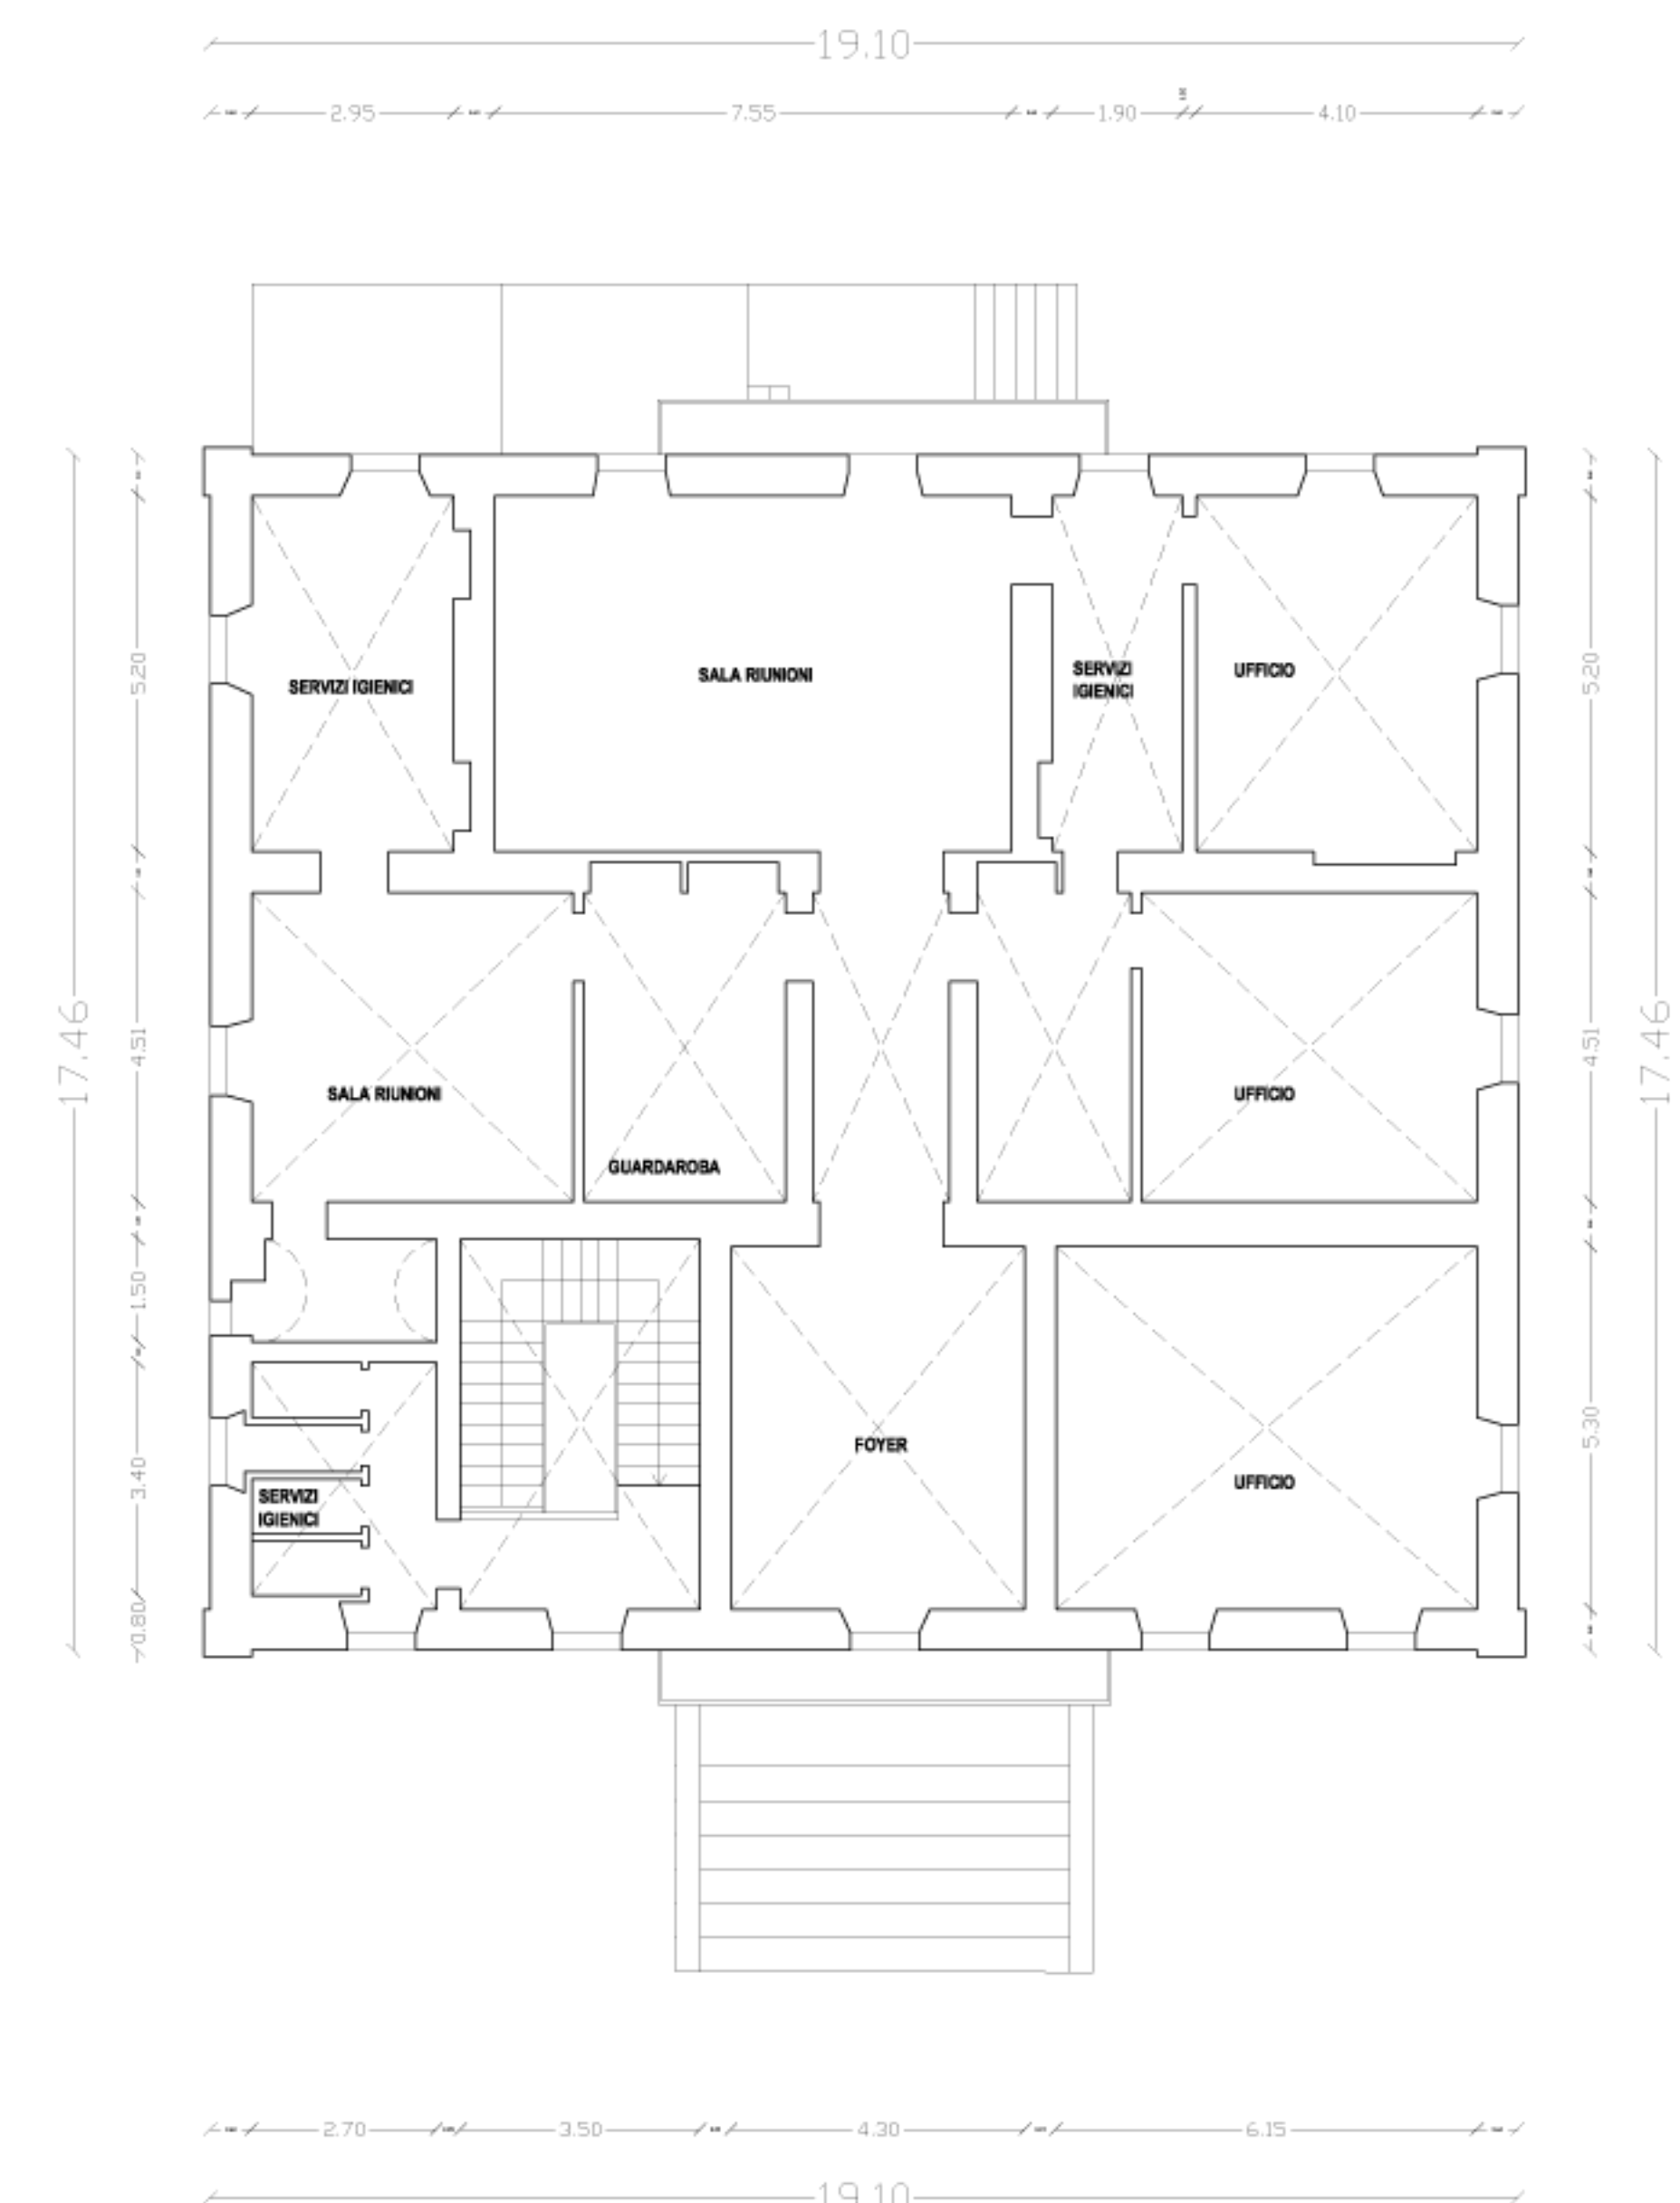 19.10
2.95
7.55
1.90
4.10
SERVIZI IGIENICI
SALA RIUNIONI
SERVIZI
IGIENICI
UFFICIO
5.20
5.20
17.46
4.51
SALA RIUNIONI
GUARDAROBA
UFFICIO
4.51
17.46
1.50
3.40
0.80
SERVIZI
IGIENICI
FOYER
UFFICIO
5.30
2.70
3.50
4.30
6.15
19.10